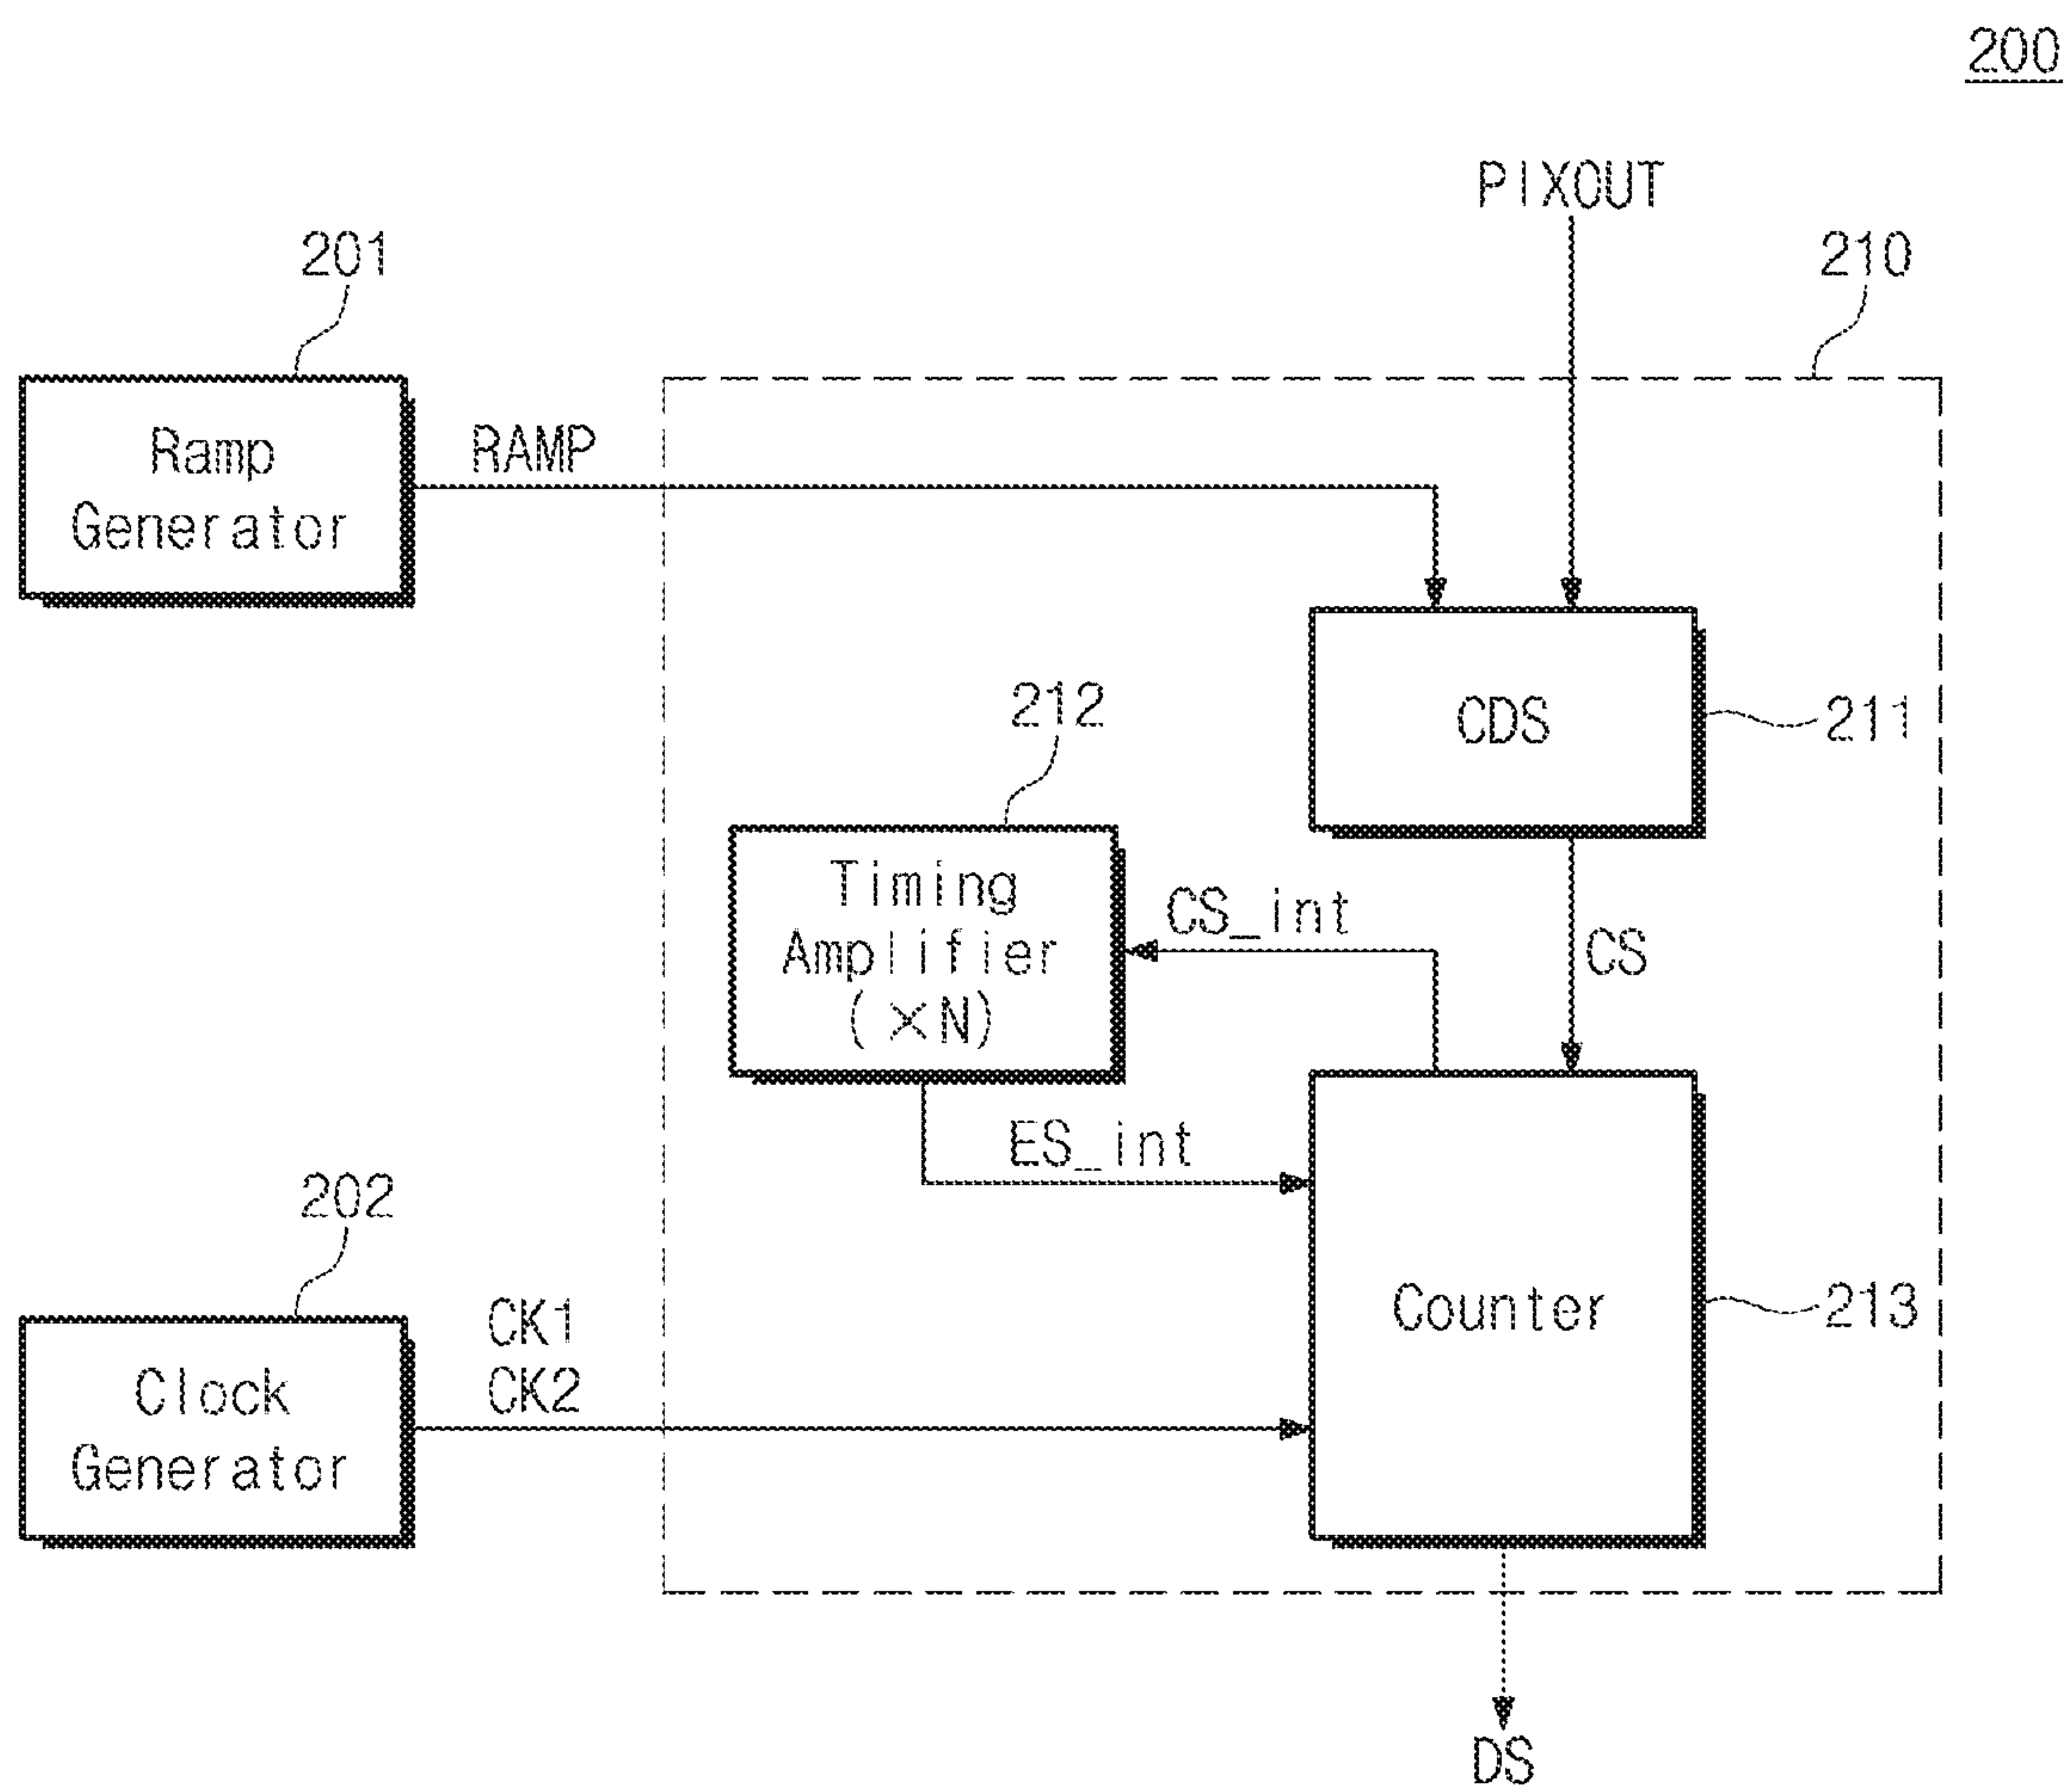 200
PIXOUT
201
210
Ramp
Generator
RAMP
CDS
211
212
Timing
Amplifier
(×N)
CS_int
CS
ES_int
202
Clock
Generator
CK1
CK2
Counter
213
DS